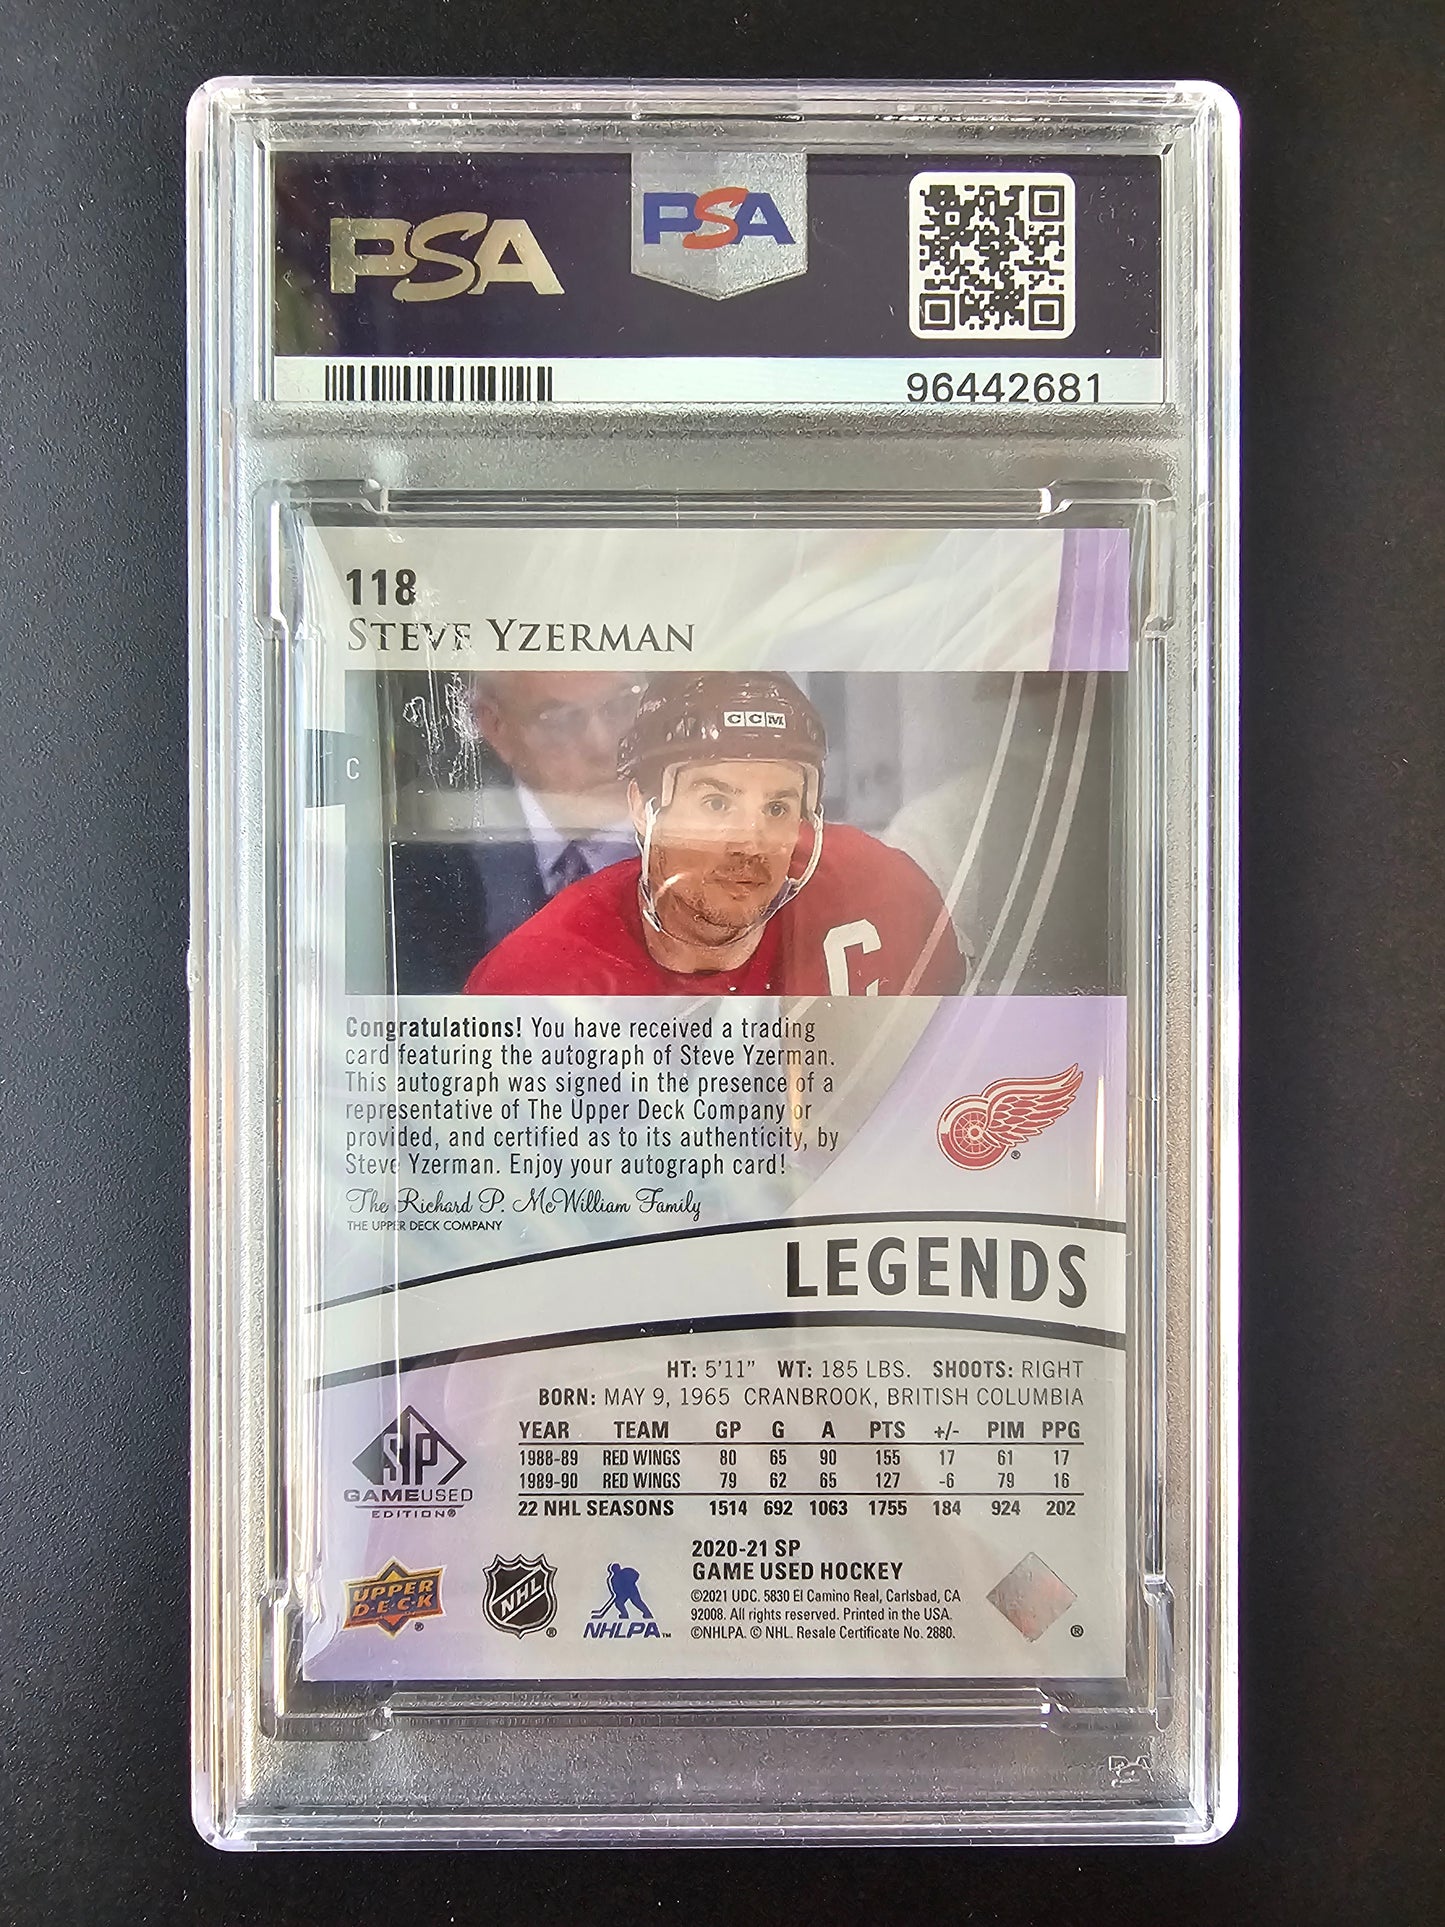 PSA
PSA
96442681
118
STEVE YZERMAN
CCM
C
C
Congratulations! You have received a trading
card featuring the autograph of Steve Yzerman.
This autograph was signed in the presence of a
representative of The Upper Deck Company or
provided, and certified as to its authenticity, by
Steve Yzerman. Enjoy your autograph card!
The Richard P. McWilliam Family
THE UPPER DECK COMPANY
LEGENDS
HT: 5'11" WT: 185 LBS. SHOOTS: RIGHT
BORN: MAY 9, 1965 CRANBROOK, BRITISH COLUMBIA
YEAR TEAM GP G A PTS +/- PIM PPG
1988-89 RED WINGS 80 65 90 155 17 61 17
1989-90 RED WINGS 79 62 65 127 -6 79 16
22 NHL SEASONS 1514 692 1063 1755 184 924 202
SP
GAMEUSED
EDITION®
2020-21 SP
GAME USED HOCKEY
©2021 UDC. 5830 El Camino Real, Carlsbad, CA
92008. All rights reserved. Printed in the USA.
©NHLPA. © NHL. Resale Certificate No. 2880.
UPPER
DECK®
NHL®
NHLPA™
®
PSA